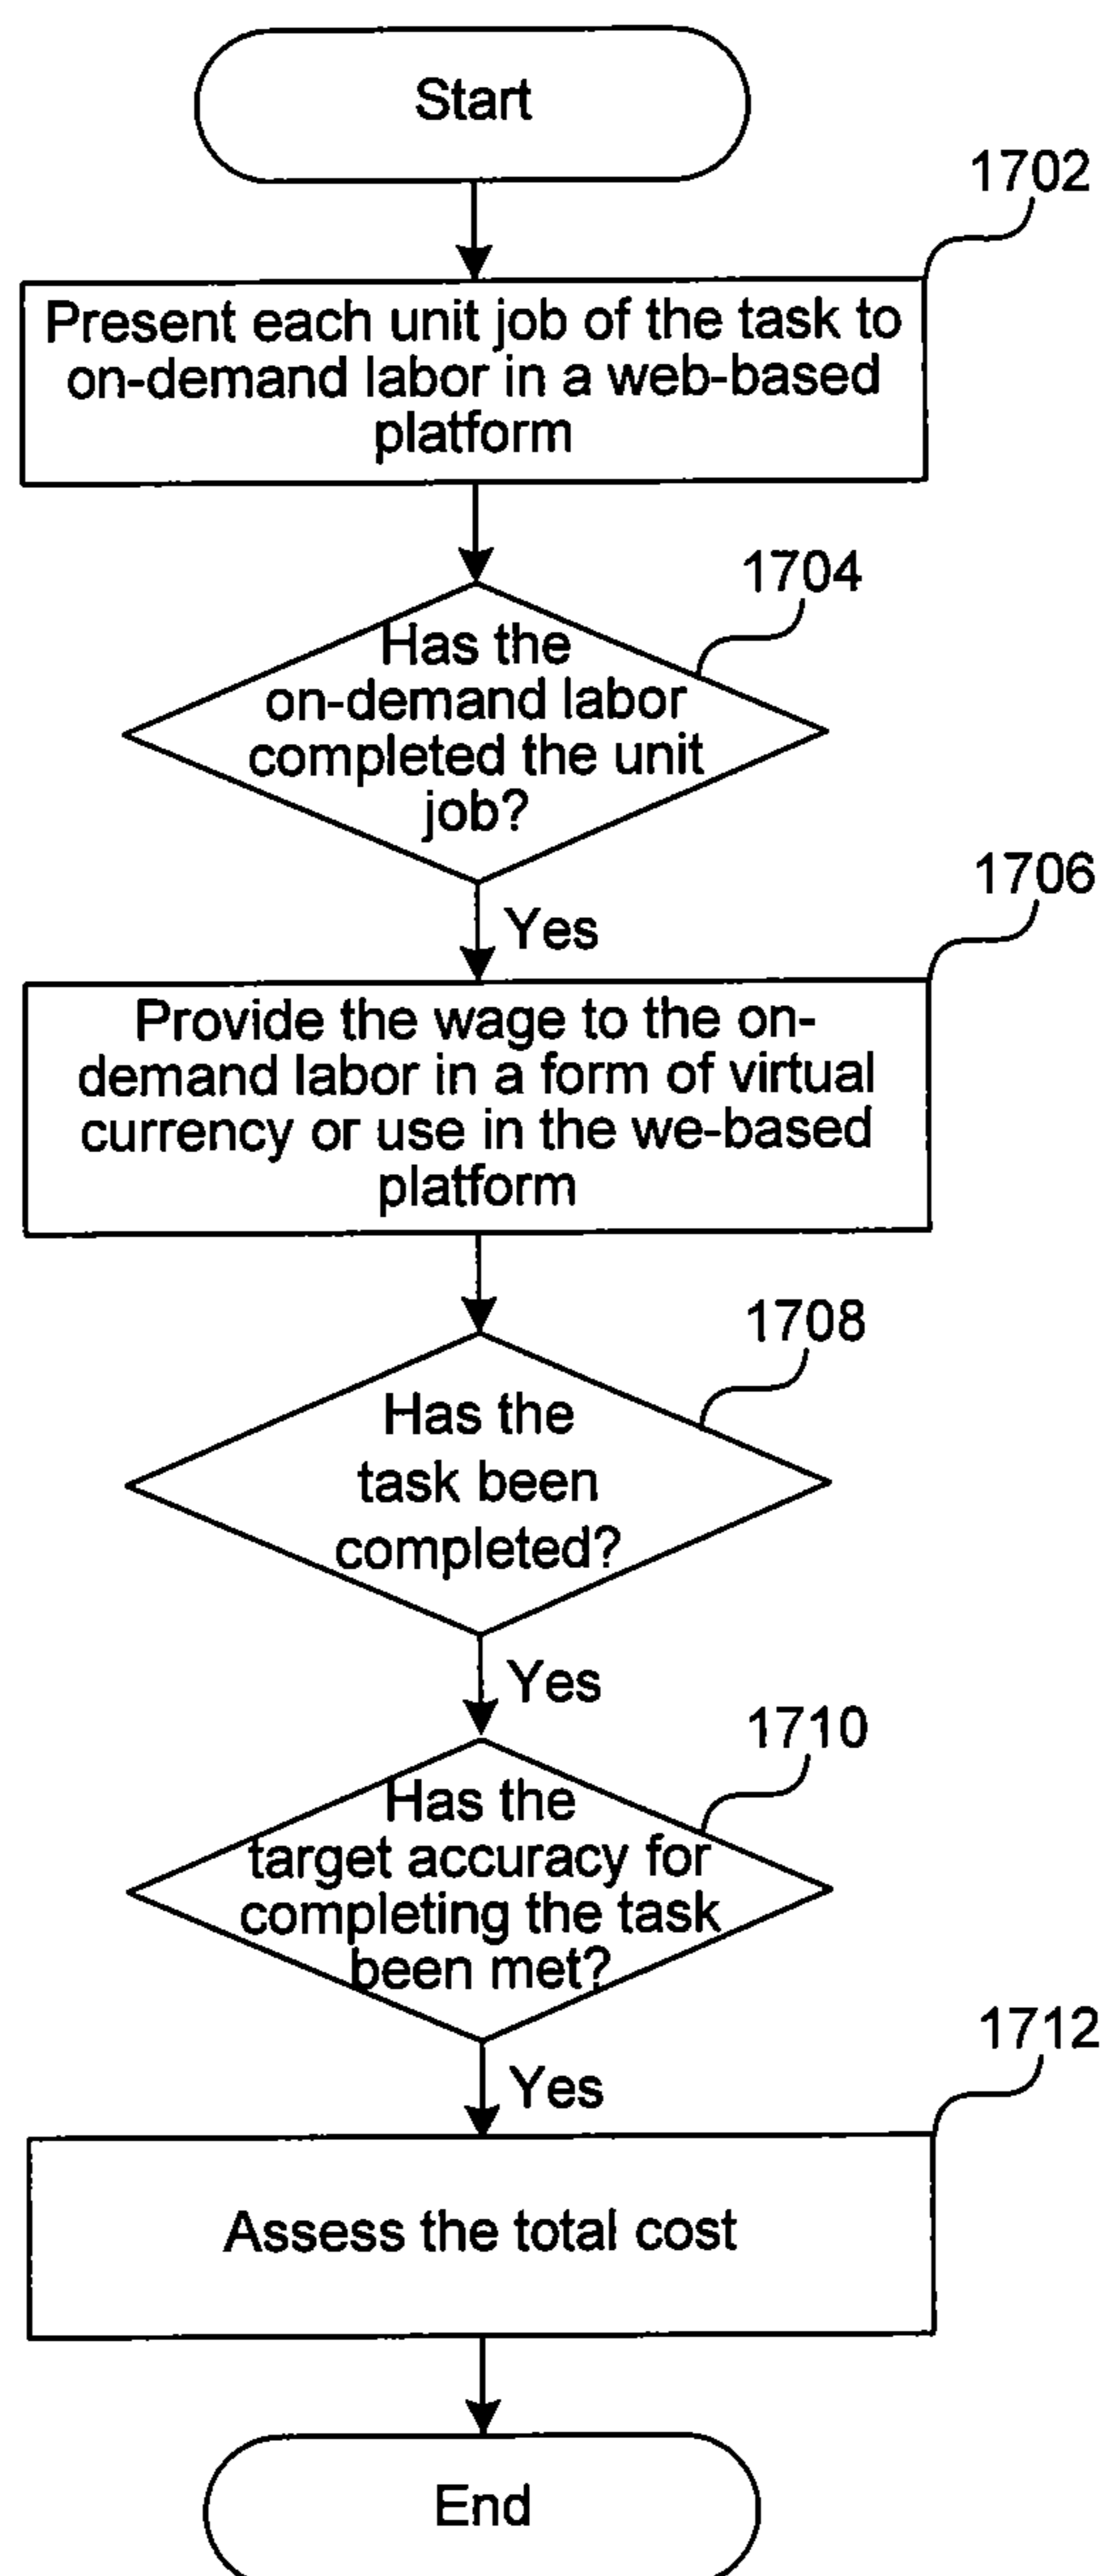 Start
1702
Present each unit job of the task to
on-demand labor in a web-based
platform
1704
Has the
on-demand labor
completed the unit
job?
Yes
1706
Provide the wage to the on-
demand labor in a form of virtual
currency or use in the we-based
platform
1708
Has the
task been
completed?
Yes
1710
Has the
target accuracy for
completing the task
been met?
Yes
1712
Assess the total cost
End